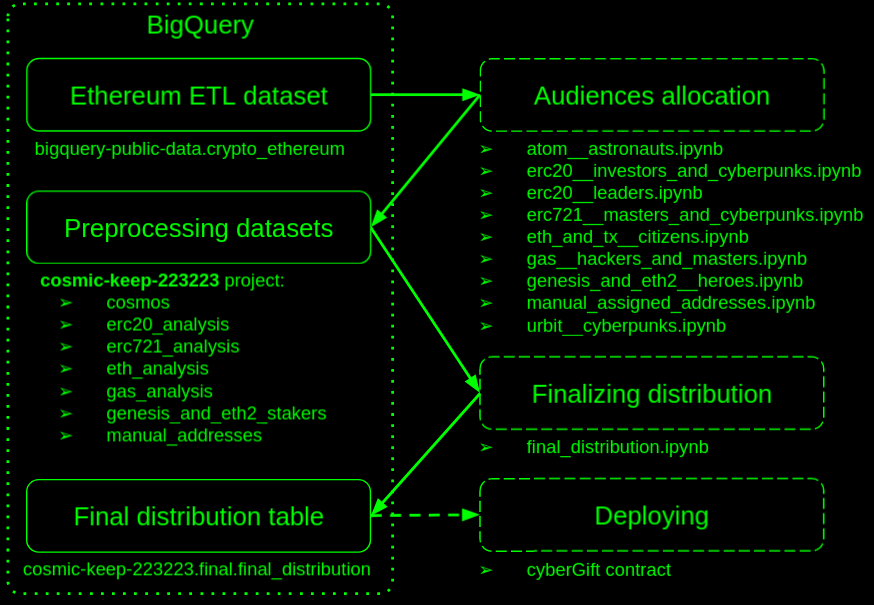 BigQuery
Ethereum ETL dataset
bigquery-public-data.crypto_ethereum
Preprocessing datasets
cosmic-keep-223223 project:
➢ cosmos
➢ erc20_analysis
➢ erc721_analysis
➢ eth_analysis
➢ gas_analysis
➢ genesis_and_eth2_stakers
➢ manual_addresses
Final distribution table
cosmic-keep-223223.final.final_distribution
Audiences allocation
➢ atom__astronauts.ipynb
➢ erc20__investors_and_cyberpunks.ipynb
➢ erc20__leaders.ipynb
➢ erc721__masters_and_cyberpunks.ipynb
➢ eth_and_tx__citizens.ipynb
➢ gas__hackers_and_masters.ipynb
➢ genesis_and_eth2__heroes.ipynb
➢ manual_assigned_addresses.ipynb
➢ urbit__cyberpunks.ipynb
Finalizing distribution
➢ final_distribution.ipynb
Deploying
➢ cyberGift contract